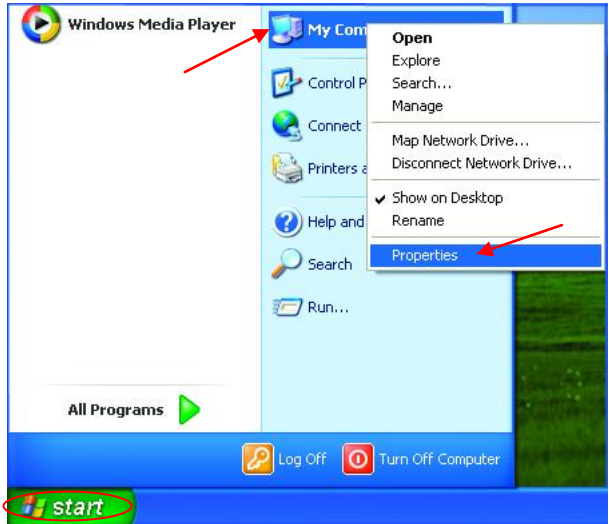 Windows Media Player
All Programs
My Com
Control P
Connect
Printers a
Help and
Search
Run...
Open
Explore
Search...
Manage
Map Network Drive...
Disconnect Network Drive...
Show on Desktop
Rename
Properties
Log Off
Turn Off Computer
start